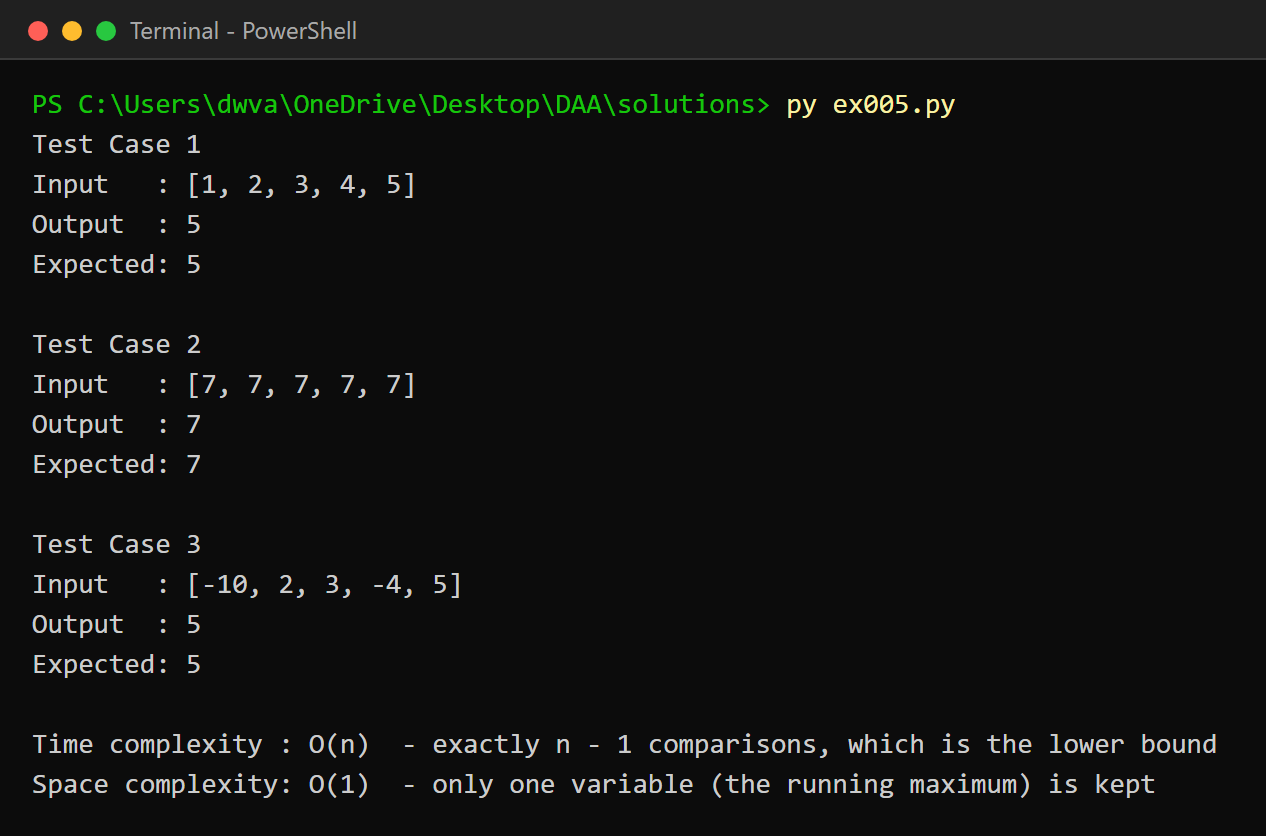 Terminal - PowerShell
PS C:\Users\dwva\OneDrive\Desktop\DAA\solutions> py ex005.py
Test Case 1
Input   : [1, 2, 3, 4, 5]
Output  : 5
Expected: 5

Test Case 2
Input   : [7, 7, 7, 7, 7]
Output  : 7
Expected: 7

Test Case 3
Input   : [-10, 2, 3, -4, 5]
Output  : 5
Expected: 5

Time complexity : O(n)  - exactly n - 1 comparisons, which is the lower bound
Space complexity: O(1)  - only one variable (the running maximum) is kept